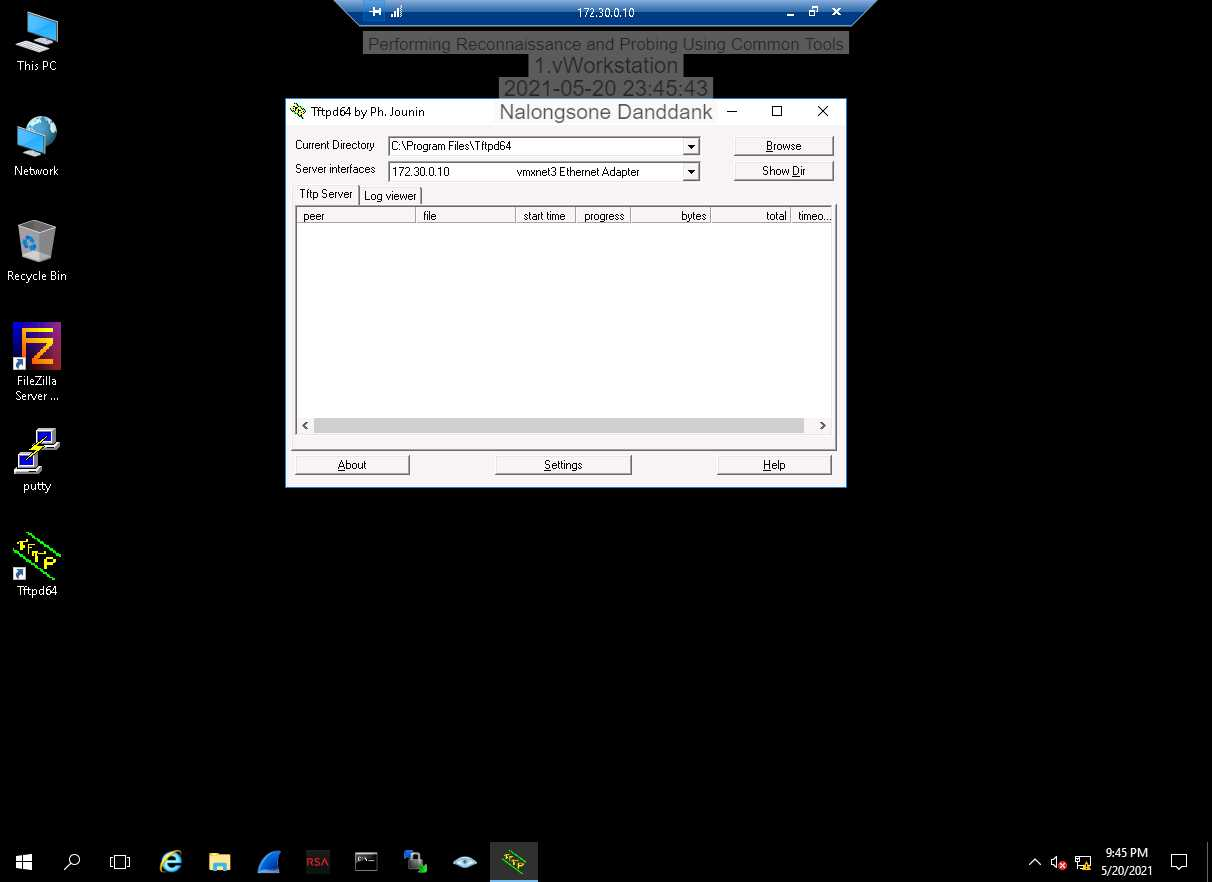 172.30.0.10
Performing Reconnaissance and Probing Using Common Tools
1.vWorkstation
2021-05-20 23:45:43
Nalongsone Danddank
This PC
Network
Recycle Bin
FileZilla
Server ...
putty
Tftpd64
Tftpd64 by Ph. Jounin
Current Directory C:\Program Files\Tftpd64 Browse
Server interfaces 172.30.0.10 vmxnet3 Ethernet Adapter Show Dir
Tftp Server Log viewer
peer file start time progress bytes total timeo...
About Settings Help
RSA
9:45 PM
5/20/2021